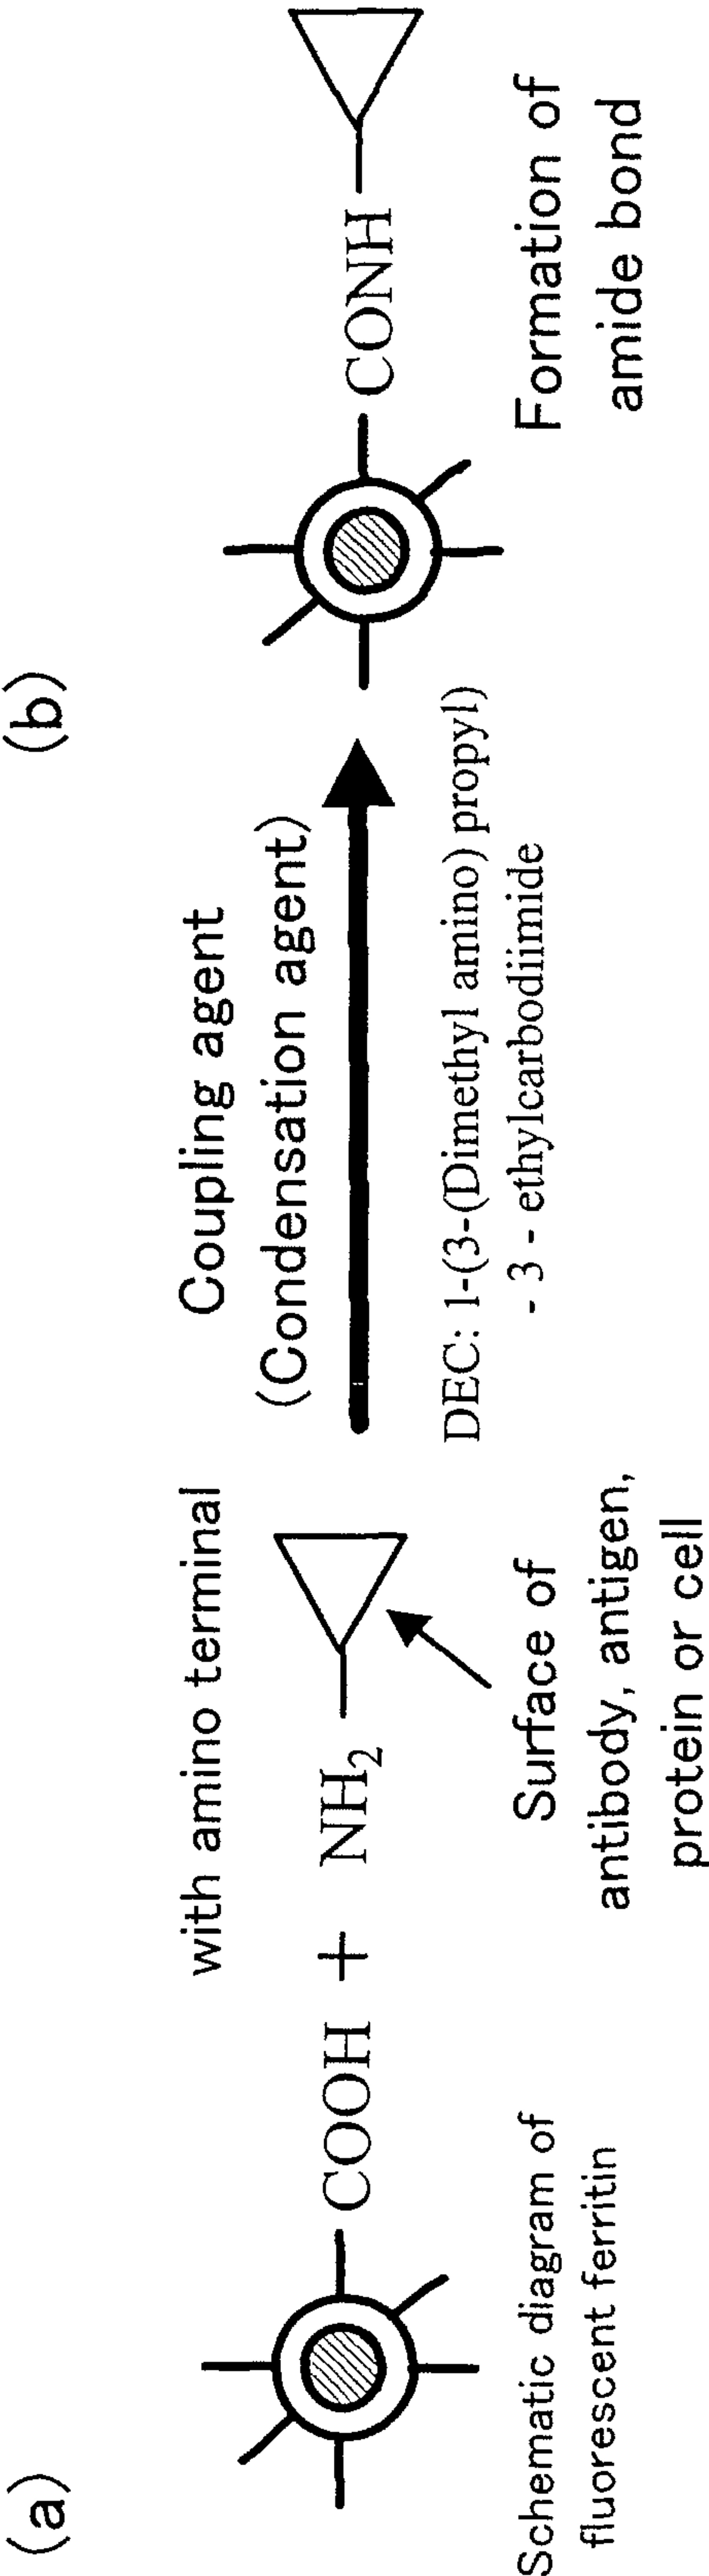 (a)
COOH + NH2
with amino terminal
Schematic diagram of
fluorescent ferritin
Surface of
antibody, antigen,
protein or cell
Coupling agent
(Condensation agent)
DEC: 1-(3-(Dimethyl amino) propyl)
- 3 - ethylcarbodiimide
(b)
CONH
Formation of
amide bond